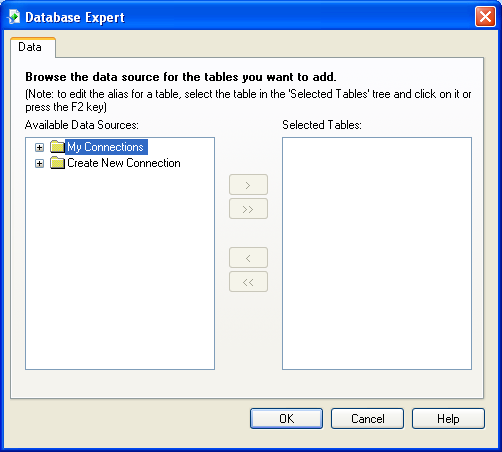 Database Expert
Data
Browse the data source for the tables you want to add.
(Note: to edit the alias for a table, select the table in the 'Selected Tables' tree and click on it or
press the F2 key)
Available Data Sources:
Selected Tables:
My Connections
Create New Connection
>
>>
<
<<
OK
Cancel
Help